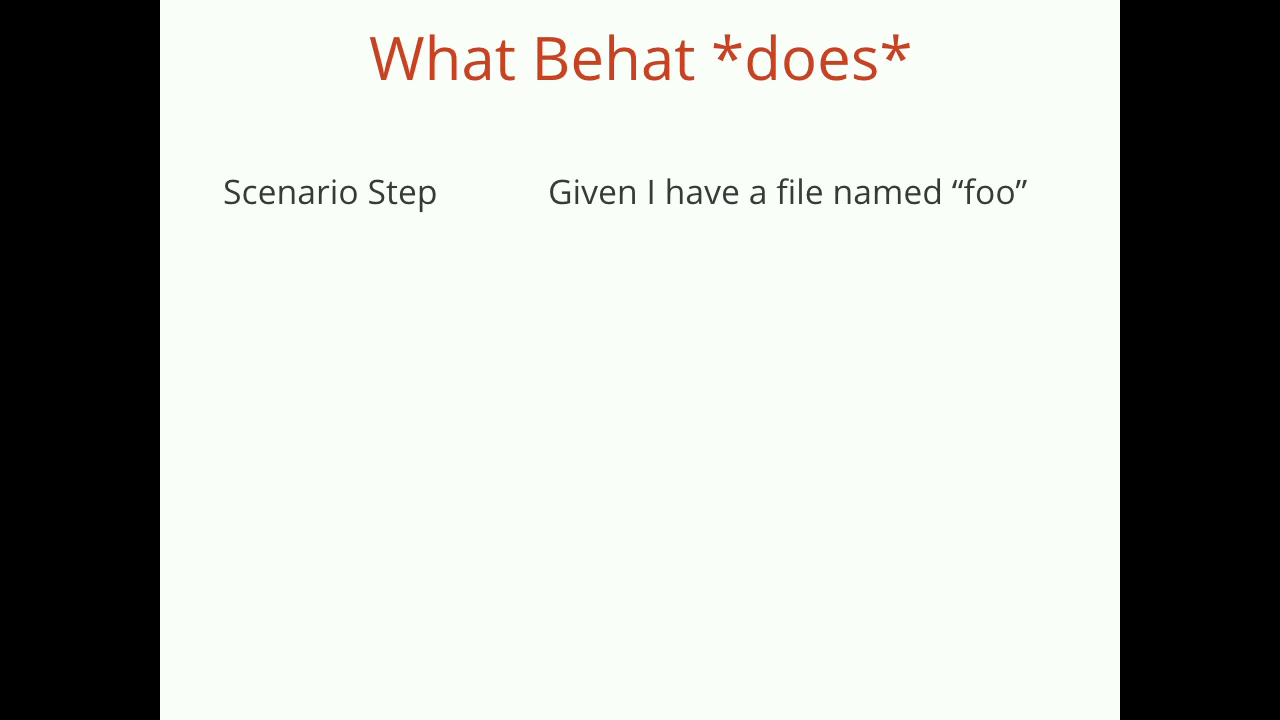 What Behat *does*
Scenario Step Given I have a file named “foo”